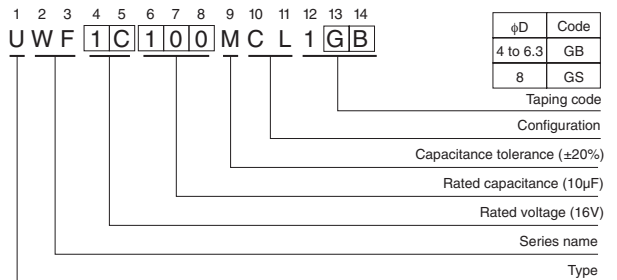 1 2 3 4 5 6 7 8 9 10 11 12 13 14
U W F 1 C 1 0 0 M C L 1 G B
φD Code
4 to 6.3 GB
8 GS
Taping code
Configuration
Capacitance tolerance (±20%)
Rated capacitance (10µF)
Rated voltage (16V)
Series name
Type